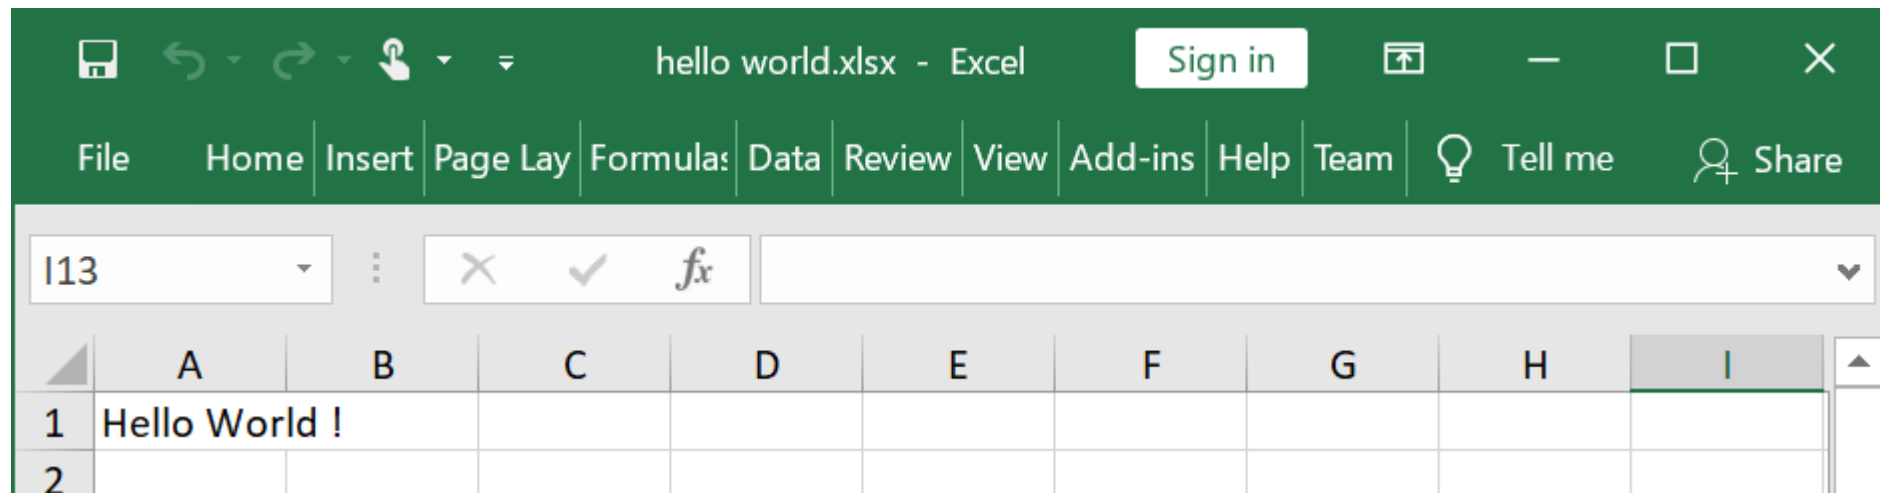 hello world.xlsx - Excel Sign in
File Home Insert Page Lay Formulas Data Review View Add-ins Help Team Tell me Share
I13 fx
A B C D E F G H I
1 Hello World !
2